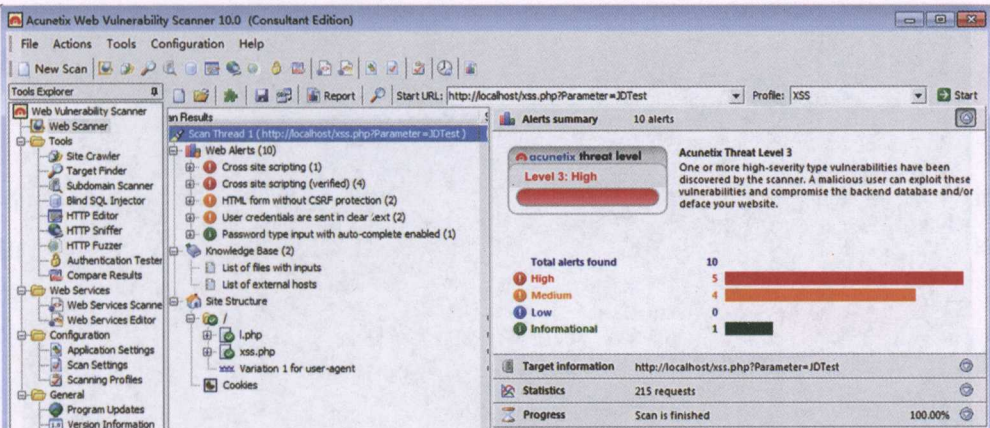 Acunetix Web Vulnerability Scanner 10.0 (Consultant Edition)
File Actions Tools Configuration Help
New Scan
Tools Explorer
Report Start URL: http://localhost/xss.php?Parameter=JDTest Profile: XSS Start
Web Vulnerability Scanner
Web Scanner
Tools
Site Crawler
Target Finder
Subdomain Scanner
Blind SQL Injector
HTTP Editor
HTTP Sniffer
HTTP Fuzzer
Authentication Tester
Compare Results
Web Services
Web Services Scanne
Web Services Editor
Configuration
Application Settings
Scan Settings
Scanning Profiles
General
Program Updates
Version Information
an Results
Scan Thread 1 ( http://localhost/xss.php?Parameter=JDTest )
Web Alerts (10)
Cross site scripting (1)
Cross site scripting (verified) (4)
HTML form without CSRF protection (2)
User credentials are sent in clear text (2)
Password type input with auto-complete enabled (1)
Knowledge Base (2)
List of files with inputs
List of external hosts
Site Structure
/
l.php
xss.php
Variation 1 for user-agent
Cookies
Alerts summary 10 alerts
acunetix threat level
Level 3: High
Acunetix Threat Level 3
One or more high-severity type vulnerabilities have been
discovered by the scanner. A malicious user can exploit these
vulnerabilities and compromise the backend database and/or
deface your website.
Total alerts found 10
High 5
Medium 4
Low 0
Informational 1
Target information http://localhost/xss.php?Parameter=JDTest
Statistics 215 requests
Progress Scan is finished 100.00%